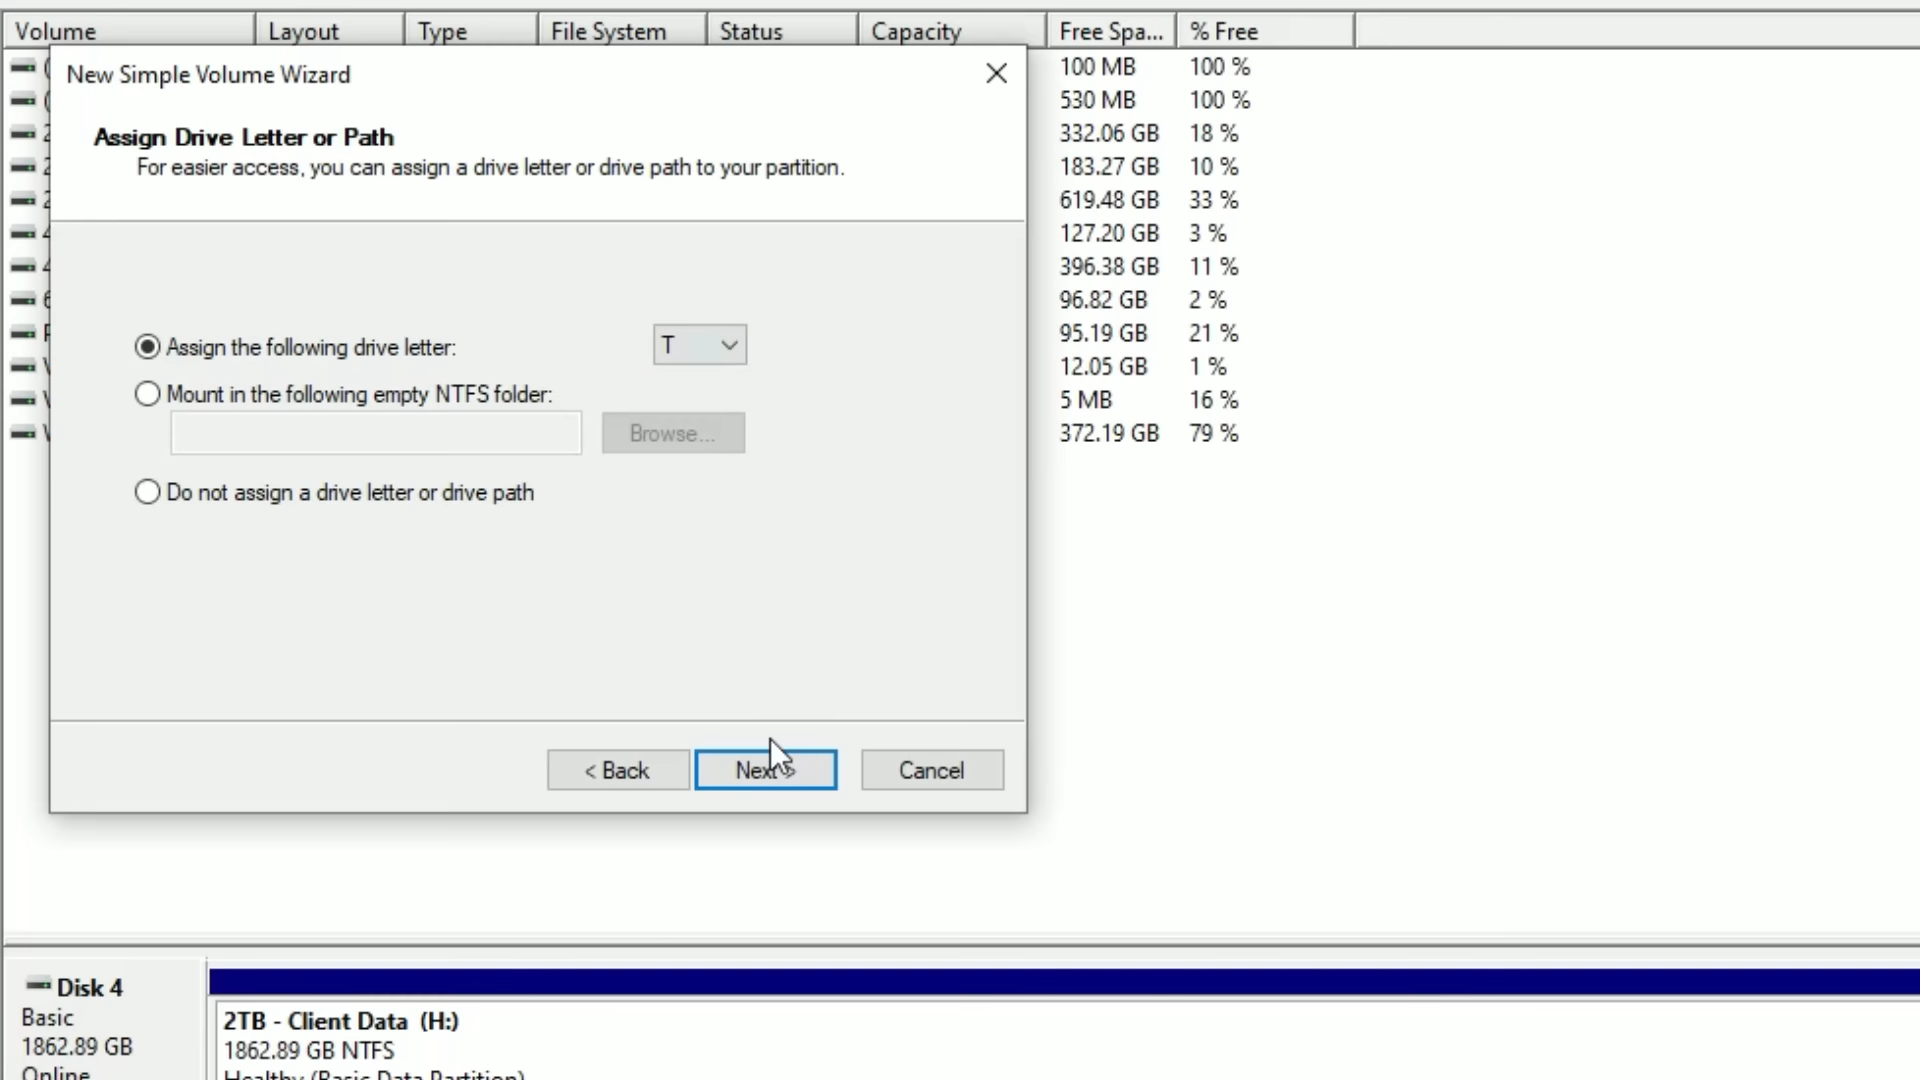 Volume Layout Type File System Status Capacity Free Spa... % Free
New Simple Volume Wizard
Assign Drive Letter or Path
For easier access, you can assign a drive letter or drive path to your partition.
100 MB 100 %
530 MB 100 %
332.06 GB 18 %
183.27 GB 10 %
619.48 GB 33 %
127.20 GB 3 %
396.38 GB 11 %
96.82 GB 2 %
95.19 GB 21 %
12.05 GB 1 %
5 MB 16 %
372.19 GB 79 %
Assign the following drive letter: T
Mount in the following empty NTFS folder:
Browse...
Do not assign a drive letter or drive path
< Back Next > Cancel
Disk 4
Basic
1862.89 GB
Online
2TB - Client Data (H:)
1862.89 GB NTFS
Healthy (Basic Data Partition)